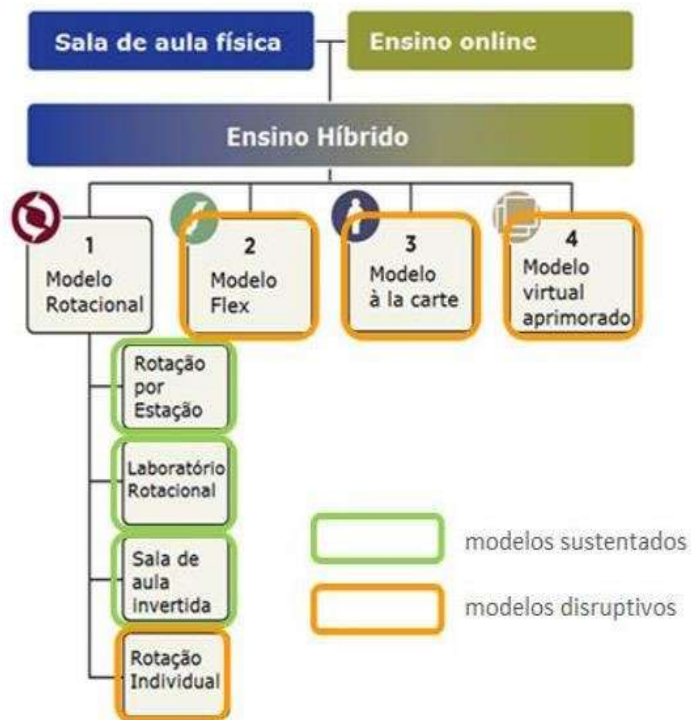 Sala de aula física
Ensino online
Ensino Híbrido
1
Modelo
Rotacional
2
Modelo
Flex
3
Modelo
à la carte
4
Modelo
virtual
aprimorado
Rotação
por
Estação
Laboratório
Rotacional
Sala de
aula
invertida
Rotação
Individual
modelos sustentados
modelos disruptivos